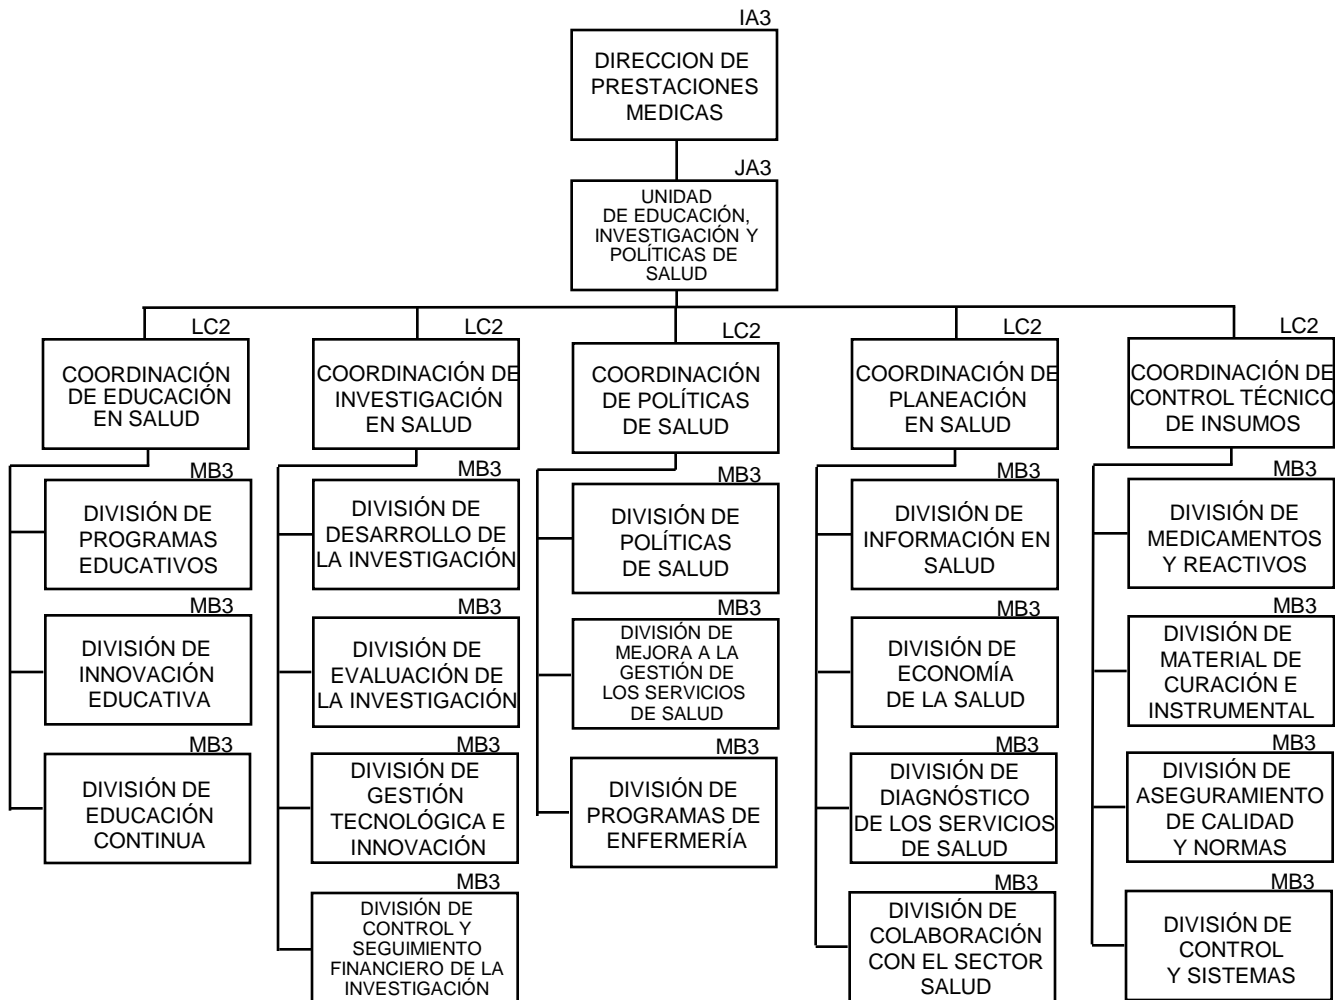 IA3
DIRECCION DE
PRESTACIONES
MEDICAS
JA3
UNIDAD
DE EDUCACIÓN,
INVESTIGACIÓN Y
POLÍTICAS DE
SALUD
LC2
COORDINACIÓN
DE EDUCACIÓN
EN SALUD
MB3
DIVISIÓN DE
PROGRAMAS
EDUCATIVOS
MB3
DIVISIÓN DE
INNOVACIÓN
EDUCATIVA
MB3
DIVISIÓN DE
EDUCACIÓN
CONTINUA
LC2
COORDINACIÓN DE
INVESTIGACIÓN
EN SALUD
MB3
DIVISIÓN DE
DESARROLLO DE
LA INVESTIGACIÓN
MB3
DIVISIÓN DE
EVALUACIÓN DE
LA INVESTIGACIÓN
MB3
DIVISIÓN DE
GESTIÓN
TECNOLÓGICA E
INNOVACIÓN
MB3
DIVISIÓN DE
CONTROL Y
SEGUIMIENTO
FINANCIERO DE LA
INVESTIGACIÓN
LC2
COORDINACIÓN
DE POLÍTICAS
DE SALUD
MB3
DIVISIÓN DE
POLÍTICAS
DE SALUD
MB3
DIVISIÓN DE
MEJORA A LA
GESTIÓN DE
LOS SERVICIOS
DE SALUD
MB3
DIVISIÓN DE
PROGRAMAS DE
ENFERMERÍA
LC2
COORDINACIÓN DE
PLANEACIÓN
EN SALUD
MB3
DIVISIÓN DE
INFORMACIÓN EN
SALUD
MB3
DIVISIÓN DE
ECONOMÍA
DE LA SALUD
MB3
DIVISIÓN DE
DIAGNÓSTICO
DE LOS SERVICIOS
DE SALUD
MB3
DIVISIÓN DE
COLABORACIÓN
CON EL SECTOR
SALUD
LC2
COORDINACIÓN DE
CONTROL TÉCNICO
DE INSUMOS
MB3
DIVISIÓN DE
MEDICAMENTOS
Y REACTIVOS
MB3
DIVISIÓN DE
MATERIAL DE
CURACIÓN E
INSTRUMENTAL
MB3
DIVISIÓN DE
ASEGURAMIENTO
DE CALIDAD
Y NORMAS
MB3
DIVISIÓN DE
CONTROL
Y SISTEMAS